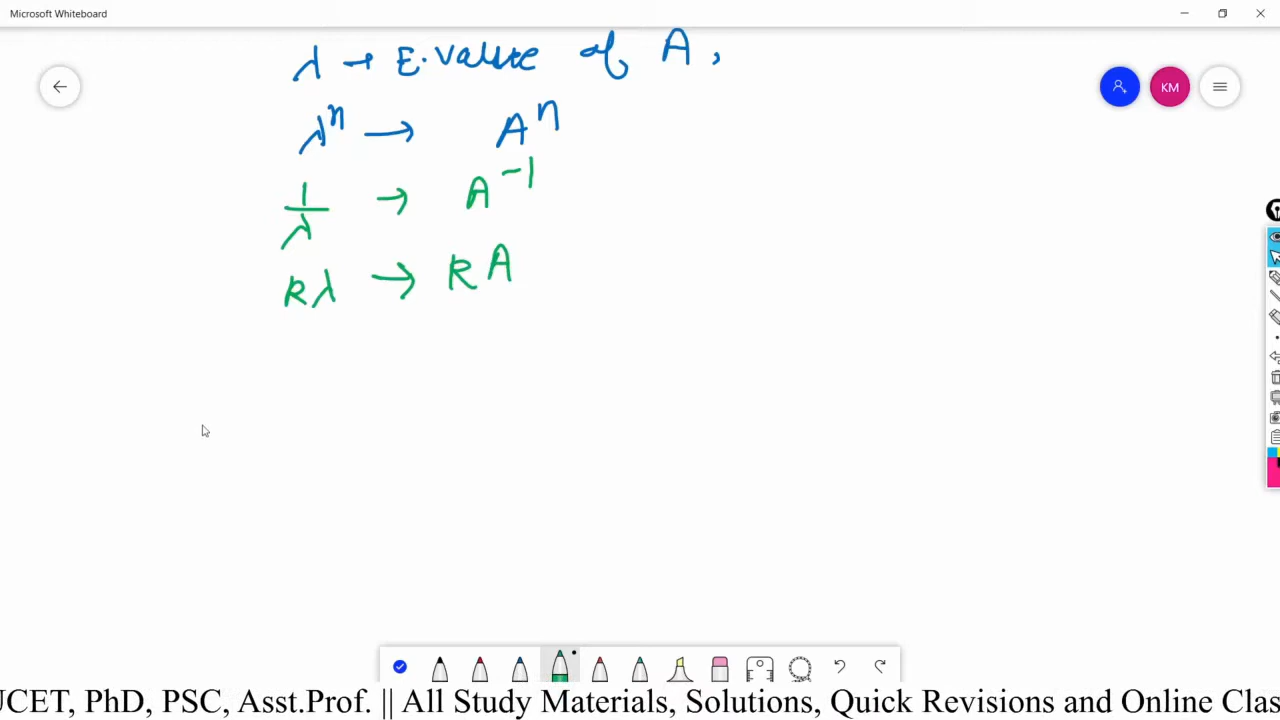 Microsoft Whiteboard
λ → E.value of A,
λⁿ → Aⁿ
1/λ → A⁻¹
Kλ → KA
KM
UCET, PhD, PSC, Asst.Prof. || All Study Materials, Solutions, Quick Revisions and Online Clas